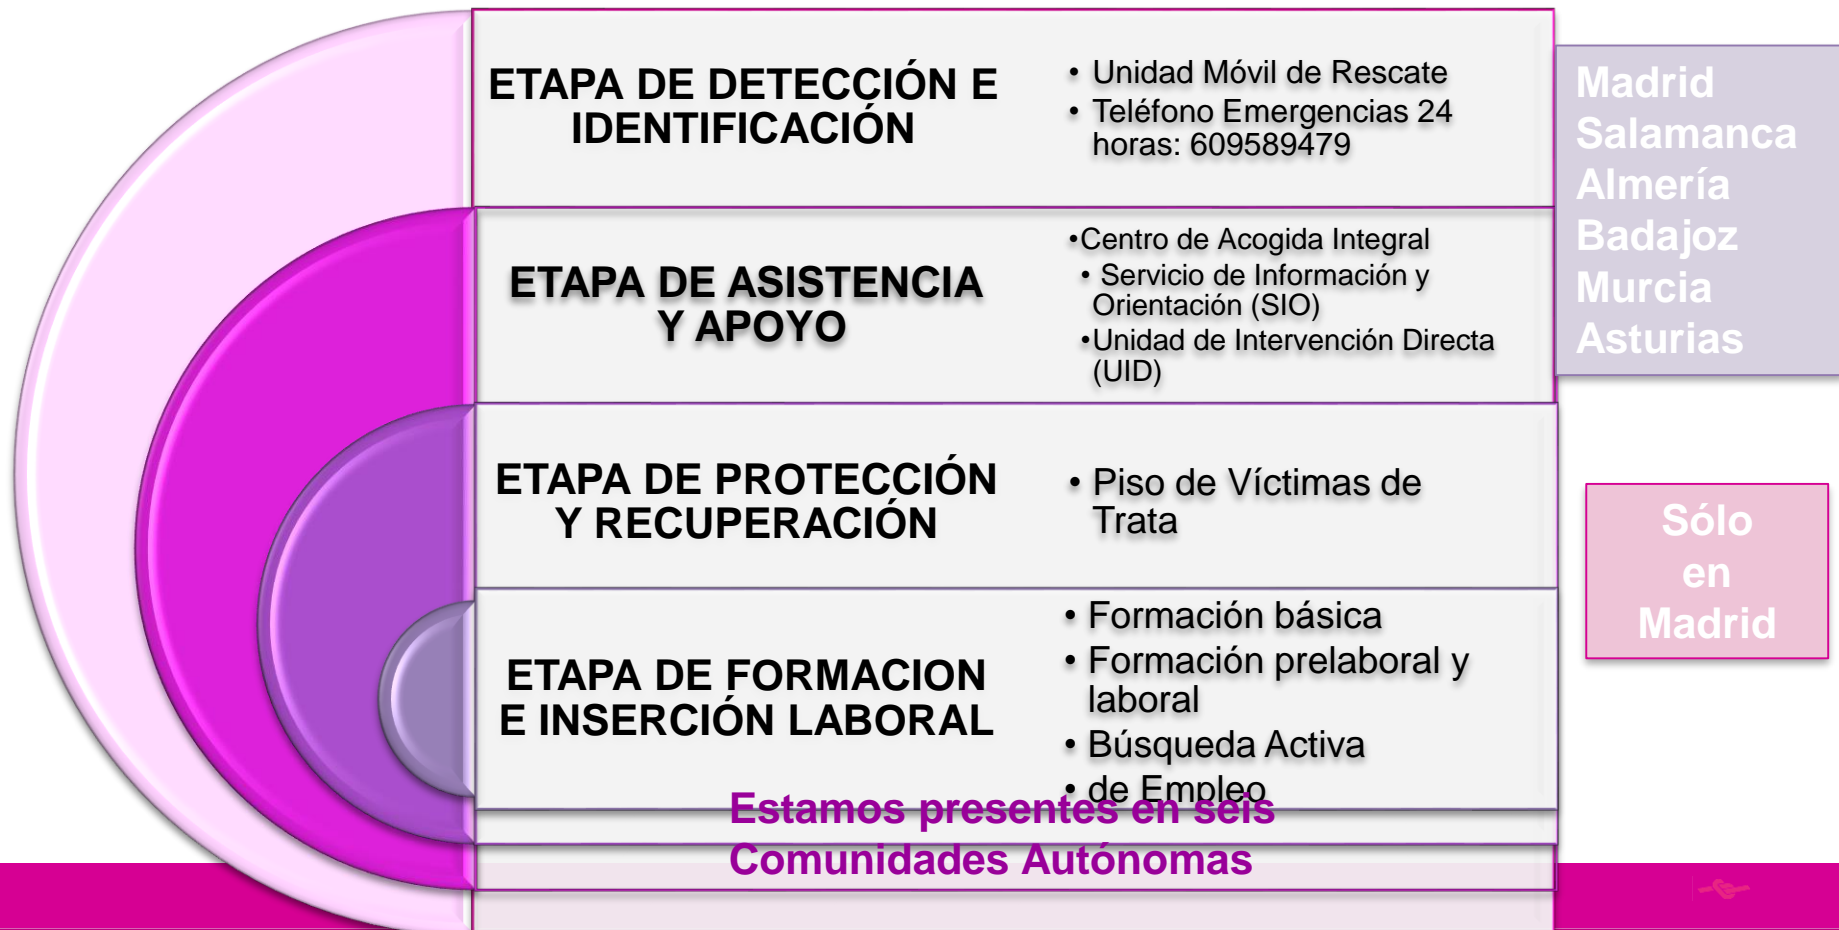 ETAPA DE DETECCIÓN E
IDENTIFICACIÓN
• Unidad Móvil de Rescate
• Teléfono Emergencias 24
horas: 609589479
Madrid
Salamanca
Almería
Badajoz
Murcia
Asturias
ETAPA DE ASISTENCIA
Y APOYO
•Centro de Acogida Integral
• Servicio de Información y
Orientación (SIO)
•Unidad de Intervención Directa
(UID)
ETAPA DE PROTECCIÓN
Y RECUPERACIÓN
• Piso de Víctimas de
Trata
Sólo
en
Madrid
ETAPA DE FORMACION
E INSERCIÓN LABORAL
• Formación básica
• Formación prelaboral y
laboral
• Búsqueda Activa
• de Empleo
Estamos presentes en seis
Comunidades Autónomas